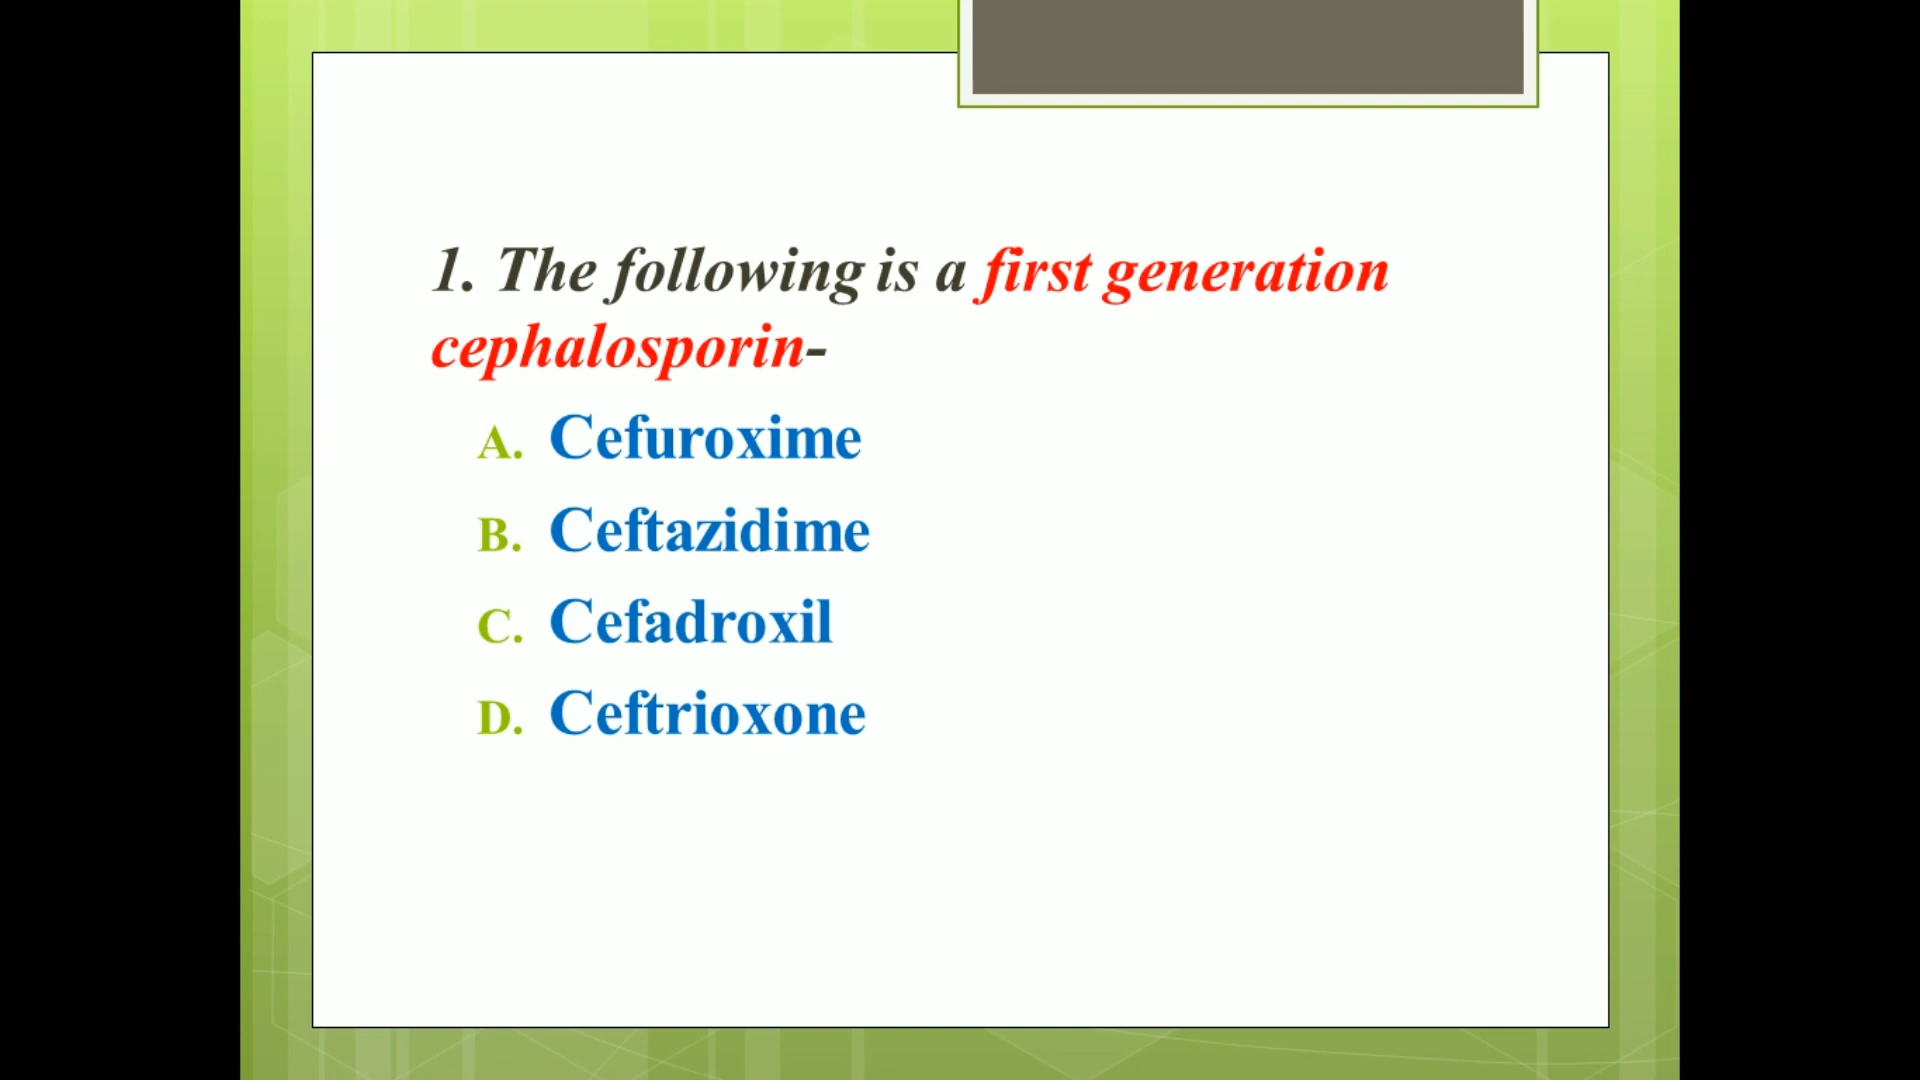 1. The following is a first generation
cephalosporin-
A. Cefuroxime
B. Ceftazidime
C. Cefadroxil
D. Ceftrioxone